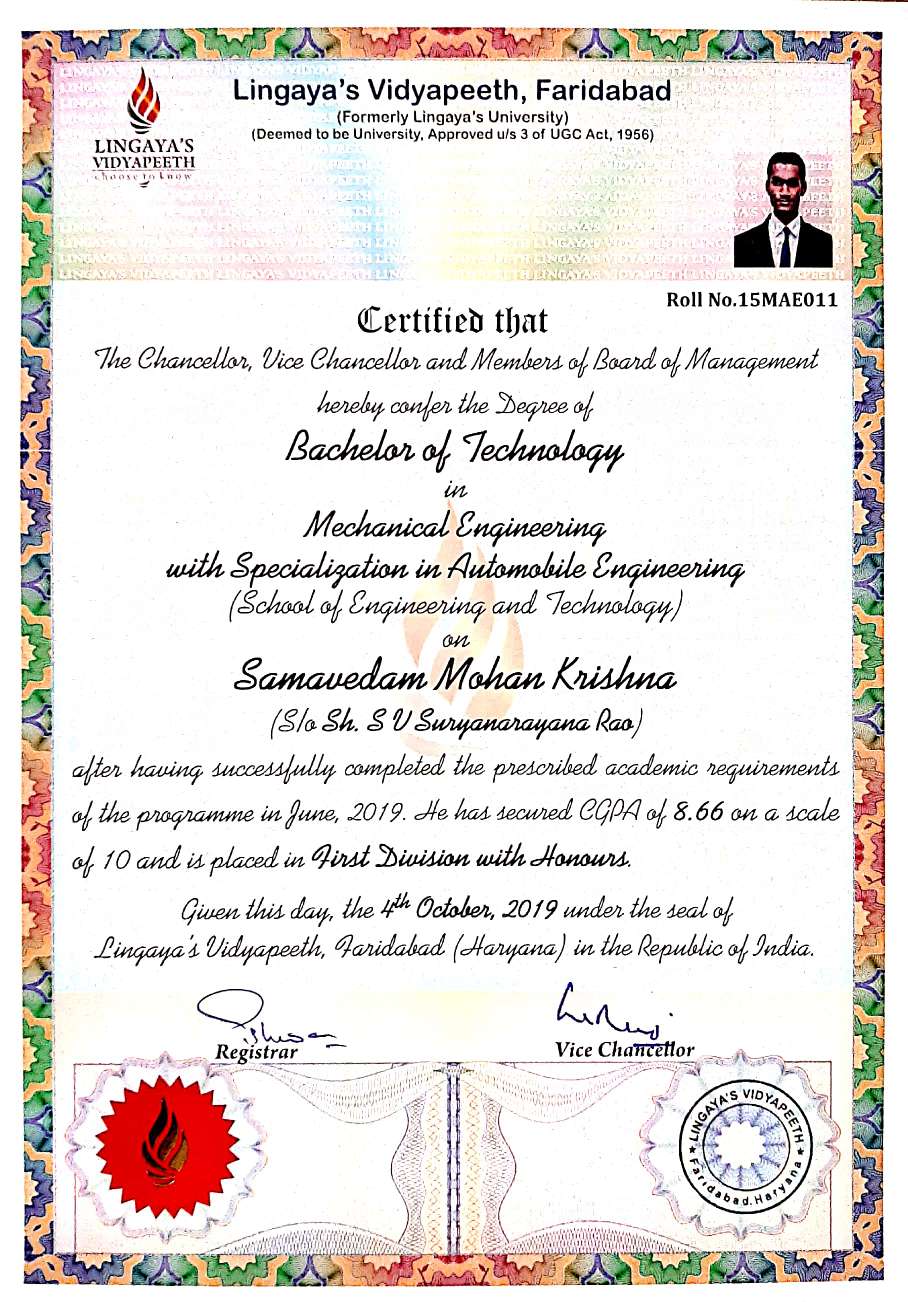 Lingaya's Vidyapeeth, Faridabad
(Formerly Lingaya's University)
(Deemed to be University, Approved u/s 3 of UGC Act, 1956)
LINGAYA'S
VIDYAPEETH
choose to know
Roll No.15MAE011
Certified that
The Chancellor, Vice Chancellor and Members of Board of Management
hereby confer the Degree of
Bachelor of Technology
in
Mechanical Engineering
with Specialization in Automobile Engineering
(School of Engineering and Technology)
on
Samavedam Mohan Krishna
(S/o Sh. S V Suryanarayana Rao)
after having successfully completed the prescribed academic requirements
of the programme in June, 2019. He has secured CGPA of 8.66 on a scale
of 10 and is placed in First Division with Honours.
Given this day, the 4th October, 2019 under the seal of
Lingaya's Vidyapeeth, Faridabad (Haryana) in the Republic of India.
Registrar
Vice Chancellor
LINGAYA'S VIDYAPEETH
Faridabad.Haryana